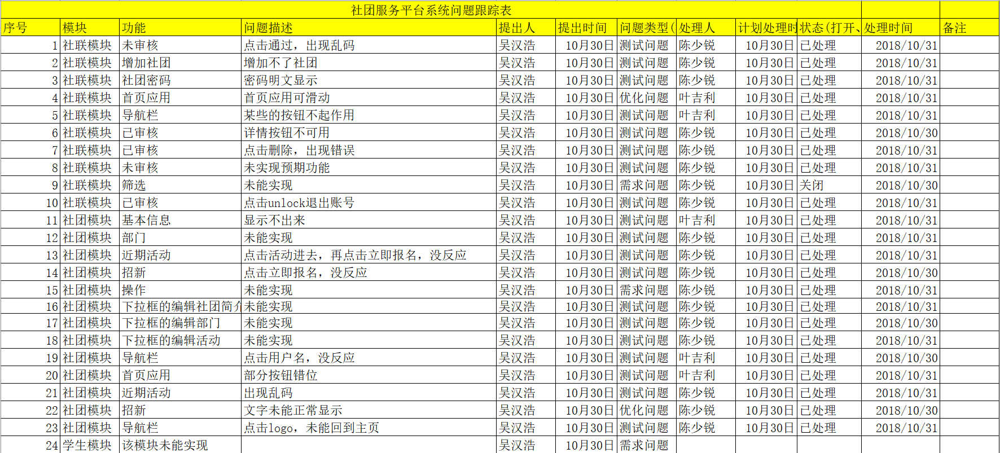 社团服务平台系统问题跟踪表
序号 模块 功能 问题描述 提出人 提出时间 问题类型( 处理人 计划处理时 状态(打开、 处理时间 备注
1 社联模块 未审核 点击通过，出现乱码 吴汉浩 10月30日 测试问题 陈少锐 10月30日 已处理 2018/10/31
2 社联模块 增加社团 增加不了社团 吴汉浩 10月30日 测试问题 陈少锐 10月30日 已处理 2018/10/31
3 社联模块 社团密码 密码明文显示 吴汉浩 10月30日 测试问题 陈少锐 10月30日 已处理 2018/10/31
4 社联模块 首页应用 首页应用可滑动 吴汉浩 10月30日 优化问题 叶吉利 10月30日 已处理 2018/10/31
5 社联模块 导航栏 某些的按钮不起作用 吴汉浩 10月30日 测试问题 叶吉利 10月30日 已处理 2018/10/31
6 社联模块 已审核 详情按钮不可用 吴汉浩 10月30日 测试问题 陈少锐 10月30日 已处理 2018/10/30
7 社联模块 已审核 点击删除，出现错误 吴汉浩 10月30日 测试问题 陈少锐 10月30日 已处理 2018/10/31
8 社联模块 未审核 未实现预期功能 吴汉浩 10月30日 测试问题 陈少锐 10月30日 已处理 2018/10/31
9 社联模块 筛选 未能实现 吴汉浩 10月30日 需求问题 陈少锐 10月30日 关闭 2018/10/30
10 社联模块 已审核 点击unlock退出账号 吴汉浩 10月30日 测试问题 陈少锐 10月30日 已处理 2018/10/31
11 社团模块 基本信息 显示不出来 吴汉浩 10月30日 测试问题 叶吉利 10月30日 已处理 2018/10/31
12 社团模块 部门 未能实现 吴汉浩 10月30日 测试问题 陈少锐 10月30日 已处理 2018/10/31
13 社团模块 近期活动 点击活动进去，再点击立即报名，没反应 吴汉浩 10月30日 测试问题 陈少锐 10月30日 已处理 2018/10/31
14 社团模块 招新 点击立即报名，没反应 吴汉浩 10月30日 测试问题 陈少锐 10月30日 已处理 2018/10/30
15 社团模块 操作 未能实现 吴汉浩 10月30日 需求问题 陈少锐 10月30日 已处理 2018/10/31
16 社团模块 下拉框的编辑社团简介 未能实现 吴汉浩 10月30日 测试问题 陈少锐 10月30日 已处理 2018/10/31
17 社团模块 下拉框的编辑部门 未能实现 吴汉浩 10月30日 测试问题 陈少锐 10月30日 已处理 2018/10/30
18 社团模块 下拉框的编辑活动 未能实现 吴汉浩 10月30日 测试问题 陈少锐 10月30日 已处理 2018/10/31
19 社团模块 导航栏 点击用户名，没反应 吴汉浩 10月30日 测试问题 叶吉利 10月30日 已处理 2018/10/30
20 社团模块 首页应用 部分按钮错位 吴汉浩 10月30日 测试问题 叶吉利 10月30日 已处理 2018/10/31
21 社团模块 近期活动 出现乱码 吴汉浩 10月30日 测试问题 陈少锐 10月30日 已处理 2018/10/31
22 社团模块 招新 文字未能正常显示 吴汉浩 10月30日 优化问题 陈少锐 10月30日 已处理 2018/10/30
23 社团模块 导航栏 点击logo，未能回到主页 吴汉浩 10月30日 测试问题 陈少锐 10月30日 已处理 2018/10/31
24 学生模块 该模块未能实现 吴汉浩 10月30日 需求问题